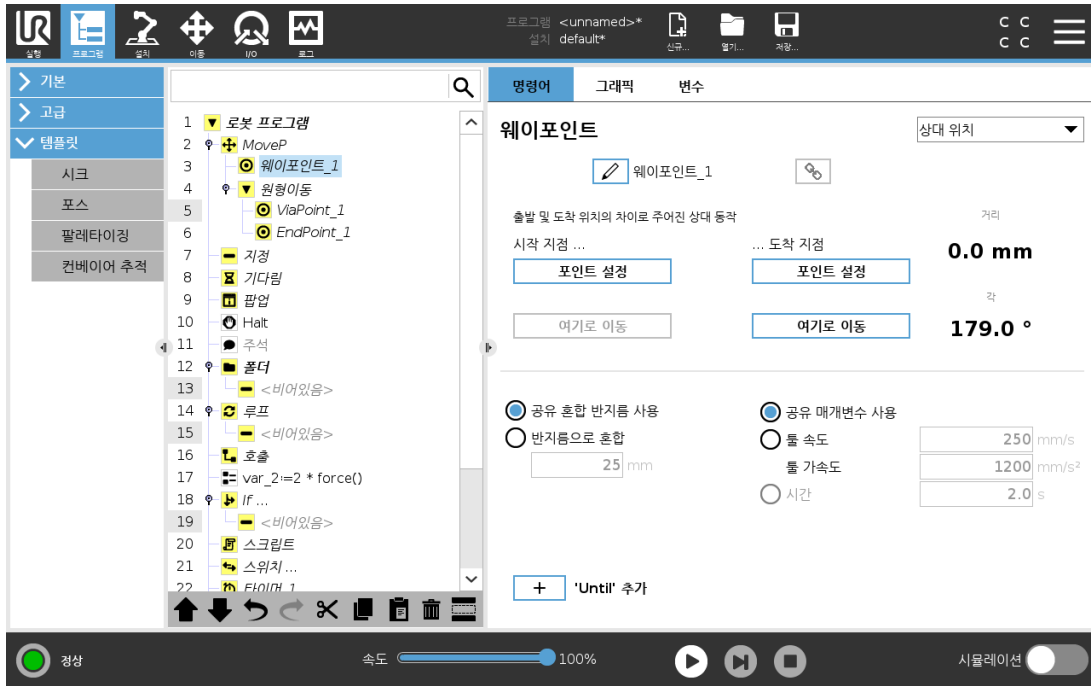 프로그램 <unnamed>*
설치 default*
실행
프로그램
설치
이동
I/O
로그
신규...
열기...
저장...
C C
C C
기본
고급
템플릿
시크
포스
팔레타이징
컨베이어 추적
1 로봇 프로그램
2 MoveP
3 웨이포인트_1
4 원형이동
5 ViaPoint_1
6 EndPoint_1
7 지정
8 기다림
9 팝업
10 Halt
11 주석
12 폴더
13 <비어있음>
14 루프
15 <비어있음>
16 호출
17 var_2:=2 * force()
18 If ...
19 <비어있음>
20 스크립트
21 스위치 ...
22 타이머_1
명령어 그래픽 변수
웨이포인트
상대 위치
웨이포인트_1
출발 및 도착 위치의 차이로 주어진 상대 동작
시작 지점 ...
... 도착 지점
포인트 설정
포인트 설정
여기로 이동
여기로 이동
거리
0.0 mm
각
179.0 °
공유 혼합 반지름 사용
반지름으로 혼합
25 mm
공유 매개변수 사용
툴 속도 250 mm/s
툴 가속도 1200 mm/s²
시간 2.0 s
+ 'Until' 추가
정상
속도 100%
시뮬레이션